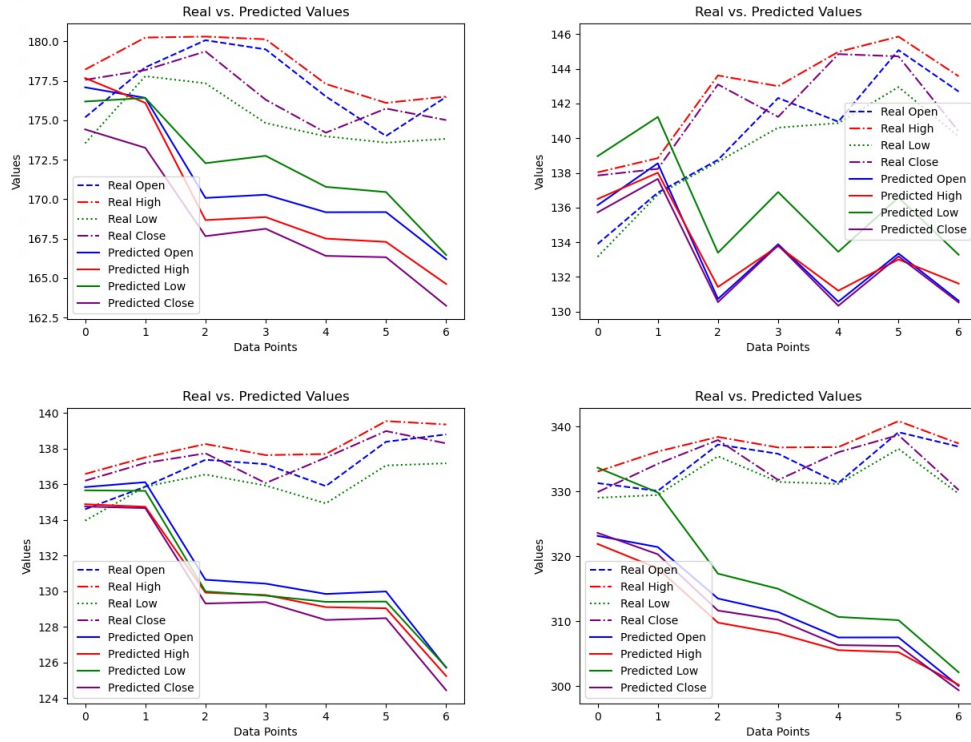 Real vs. Predicted Values
Values
180.0
177.5
175.0
172.5
170.0
167.5
165.0
162.5
Real Open
Real High
Real Low
Real Close
Predicted Open
Predicted High
Predicted Low
Predicted Close
0 1 2 3 4 5 6
Data Points
Real vs. Predicted Values
Values
146
144
142
140
138
136
134
132
130
Real Open
Real High
Real Low
Real Close
Predicted Open
Predicted High
Predicted Low
Predicted Close
0 1 2 3 4 5 6
Data Points
Real vs. Predicted Values
Values
140
138
136
134
132
130
128
126
124
Real Open
Real High
Real Low
Real Close
Predicted Open
Predicted High
Predicted Low
Predicted Close
0 1 2 3 4 5 6
Data Points
Real vs. Predicted Values
Values
340
330
320
310
300
Real Open
Real High
Real Low
Real Close
Predicted Open
Predicted High
Predicted Low
Predicted Close
0 1 2 3 4 5 6
Data Points